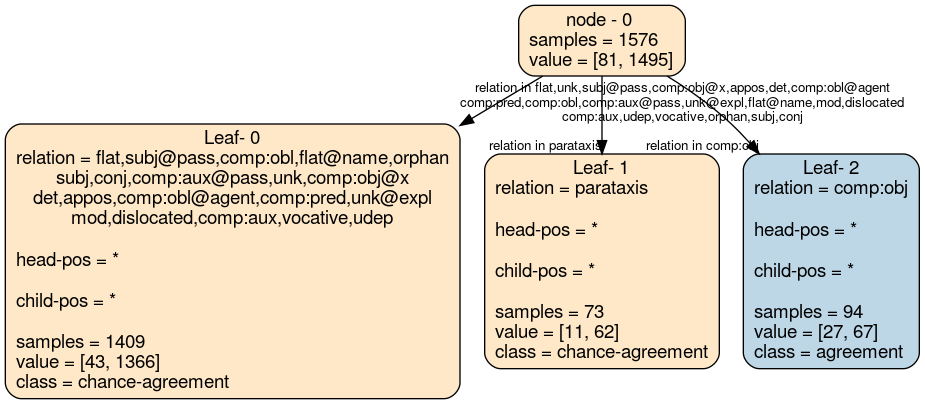 node - 0
samples = 1576
value = [81, 1495]
relation in flat,unk,subj@pass,comp:obj@x,appos,det,comp:obl@agent
comp:pred,comp:obl,comp:aux@pass,unk@expl,flat@name,mod,dislocated
comp:aux,udep,vocative,orphan,subj,conj
relation in parataxis
relation in comp:obj
Leaf- 0
relation = flat,subj@pass,comp:obl,flat@name,orphan
subj,conj,comp:aux@pass,unk,comp:obj@x
det,appos,comp:obl@agent,comp:pred,unk@expl
mod,dislocated,comp:aux,vocative,udep
head-pos = *
child-pos = *
samples = 1409
value = [43, 1366]
class = chance-agreement
Leaf- 1
relation = parataxis
head-pos = *
child-pos = *
samples = 73
value = [11, 62]
class = chance-agreement
Leaf- 2
relation = comp:obj
head-pos = *
child-pos = *
samples = 94
value = [27, 67]
class = agreement